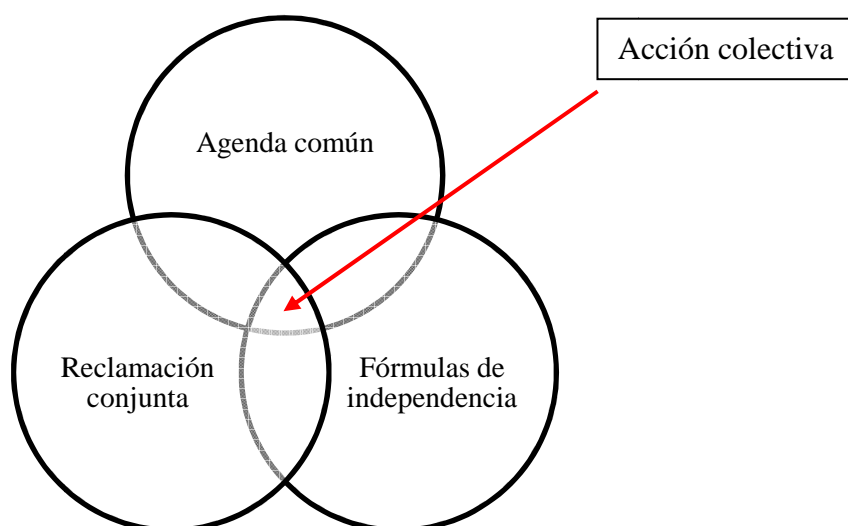 Acción colectiva
Agenda común
Reclamación
conjunta
Fórmulas de
independencia